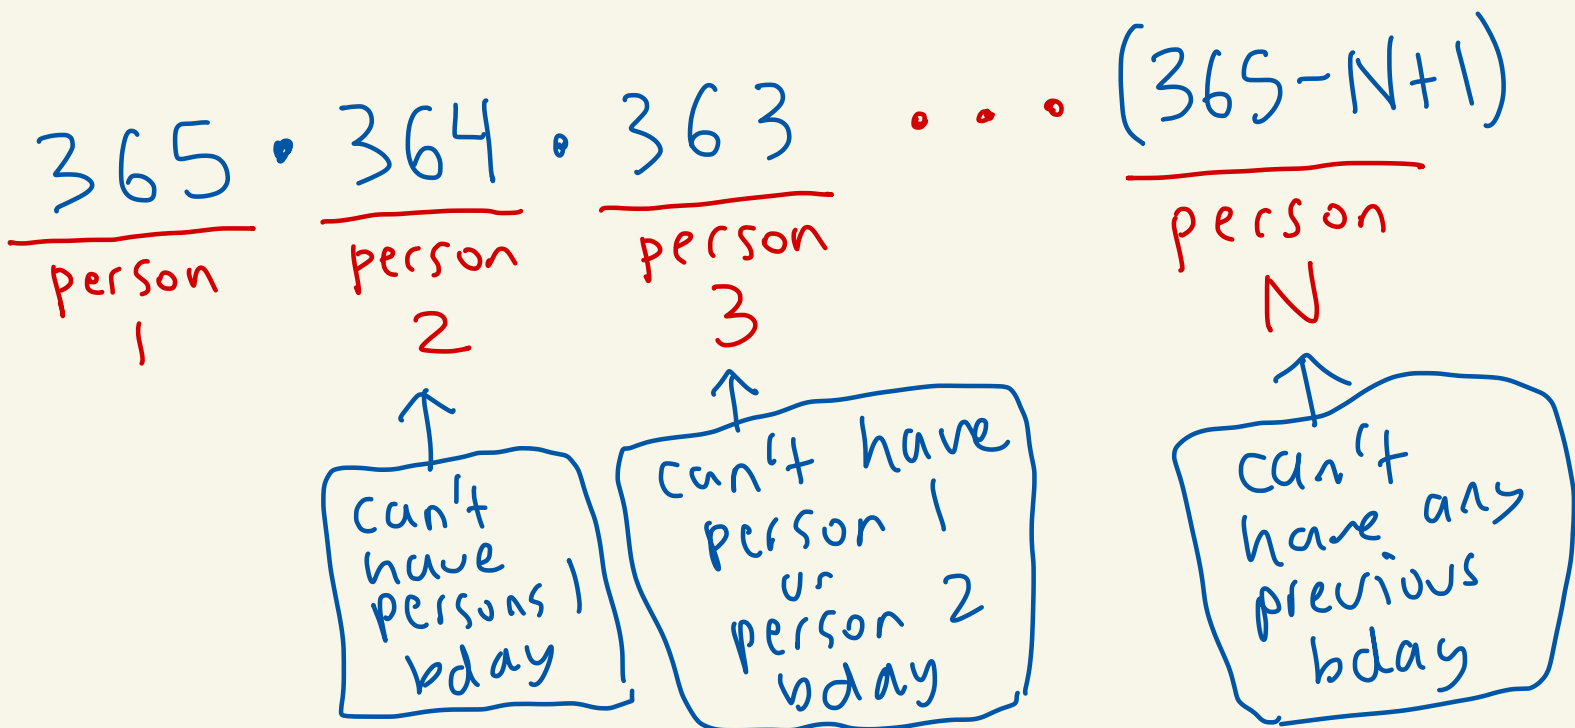 365 · 364 · 363 • • • (365-N+1)
person person person person
1 2 3 N
can't
have
persons 1
bday
can't have
person 1
or
person 2
bday
can't
have any
previous
bday